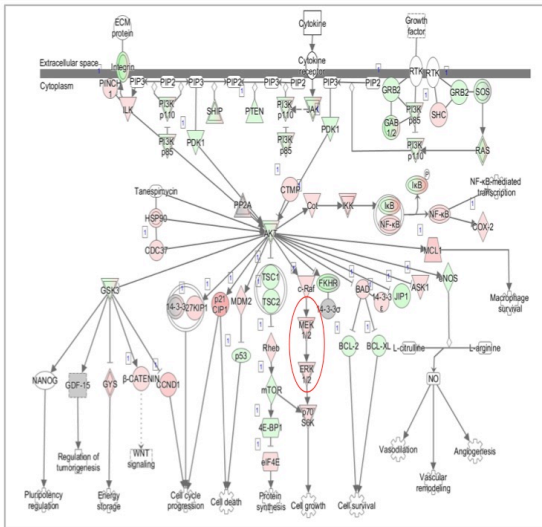 ECM
protein
Cytokine
Growth
factor
Extracellular space
Cytoplasm
Integrin
Cytokine
receptor
RTK
RTK
PINCH
1
ILK
PIP3
PIP2
PIP3
PIP2
PIP3
PIP2
PIP3
PIP2
PI3K
p110
SHIP
PTEN
PI3K
p110
JAK
GRB2
PI3K
p85
SHC
GRB2
SOS
PI3K
p85
PDK1
PI3K
p85
PDK1
GAB
1/2
PI3K
p110
RAS
Tanespimycin
HSP90
CDC37
PP2A
CTMP
Cot
IKK
IκB
NF-κB
IκB
P
NF-κB
NF-κB-mediated
transcription
COX-2
AKT
MCL1
Macrophage
survival
GSK3
14-3-3
27KIP1
p21
CIP1
MDM2
TSC1
TSC2
c-Raf
FKHR
14-3-3σ
BAD
14-3-3
ε
JIP1
ASK1
eNOS
MEK
1/2
ERK
1/2
p53
Rheb
mTOR
p70
S6K
BCL-2
BCL-XL
L-citrulline
L-arginine
NO
NANOG
GDF-15
GYS
β-CATENIN
CCND1
4E-BP1
eIF4E
Vasodilation
Angiogenesis
Vascular
remodeling
Regulation of
tumorigenesis
WNT
signaling
Pluripotency
regulation
Energy
storage
Cell cycle
progression
Cell death
Protein
synthesis
Cell growth
Cell survival